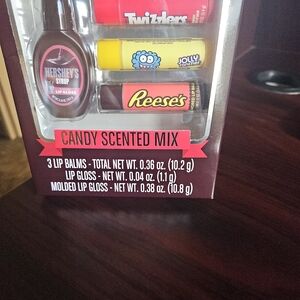 Twizzlers
HERSHEY'S
SYRUP
LIP GLOSS
JOLLY
Reese's
CANDY SCENTED MIX
3 LIP BALMS - TOTAL NET WT. 0.36 oz. (10.2 g)
LIP GLOSS - NET WT. 0.04 oz. (1.1 g)
MOLDED LIP GLOSS - NET WT. 0.38 oz. (10.8 g)